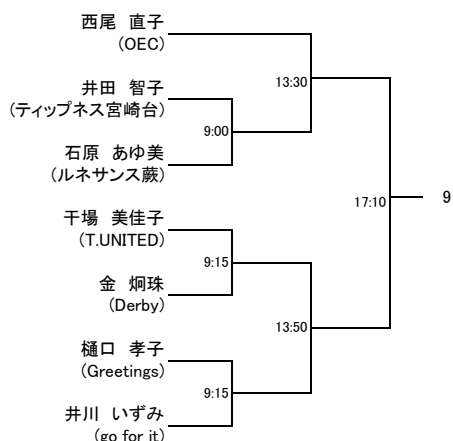 西尾 直子
(OEC)
13:30
井田 智子
(ティップネス宮崎台)
9:00
石原 あゆ美
(ルネサンス蕨)
17:10
9
干場 美佳子
(T.UNITED)
9:15
金 炯珠
(Derby)
13:50
樋口 孝子
(Greetings)
9:15
井川 いずみ
(go for it)